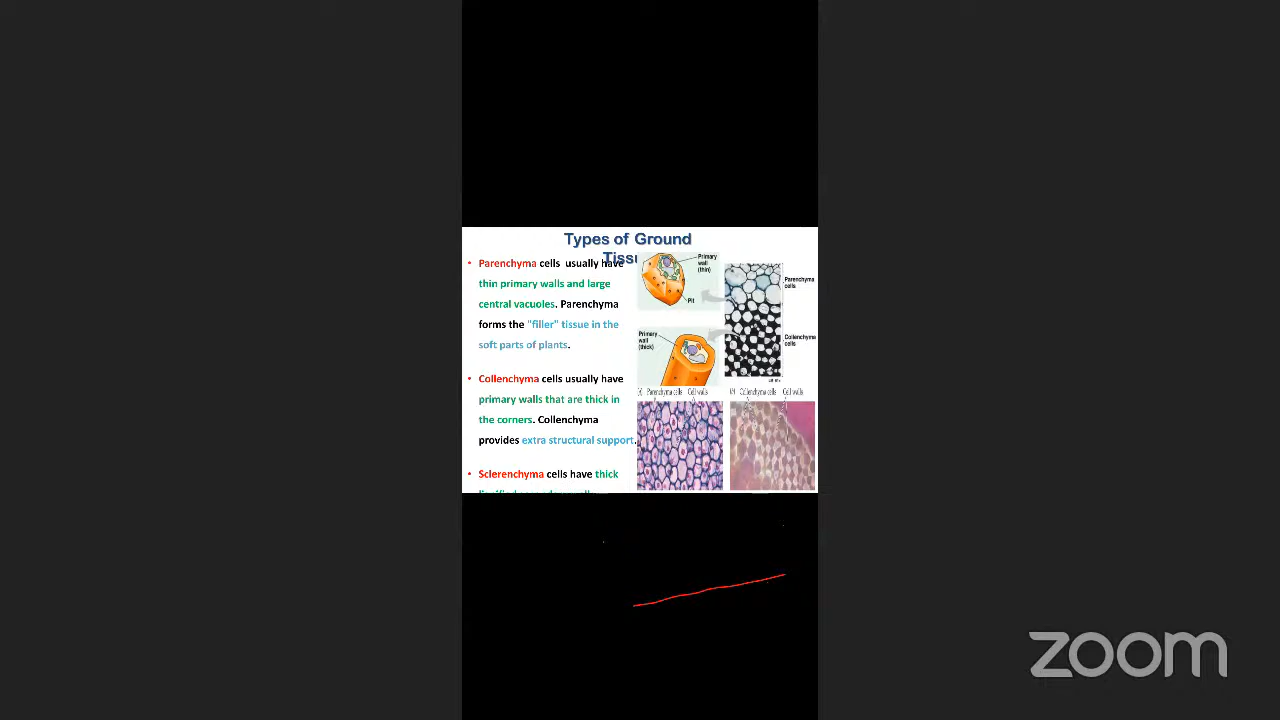 Types of Ground
Tissu
• Parenchyma cells usually have
thin primary walls and large
central vacuoles. Parenchyma
forms the "filler" tissue in the
soft parts of plants.
• Collenchyma cells usually have
primary walls that are thick in
the corners. Collenchyma
provides extra structural support.
• Sclerenchyma cells have thick
Primary
wall
(thin)
Pit
Parenchyma
cells
Primary
wall
(thick)
Collenchyma
cells
Parenchyma cells Cell walls
Collenchyma cells Cell walls
zoom